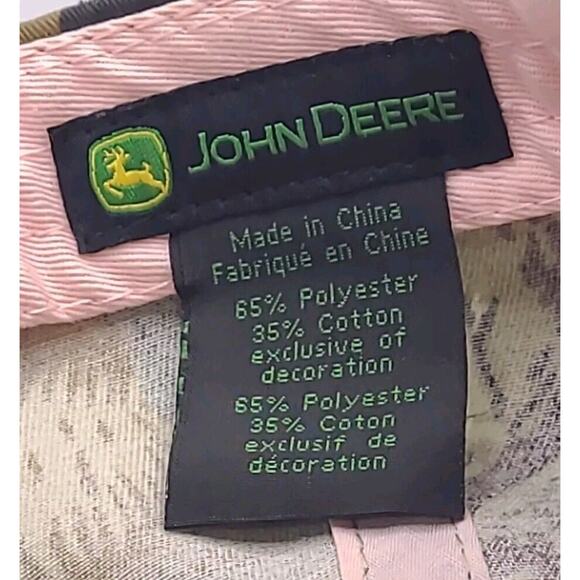 JOHN DEERE
Made in China
Fabriqué en Chine
65% Polyester
35% Cotton
exclusive of
decoration
65% Polyester
35% Coton
exclusif de
décoration